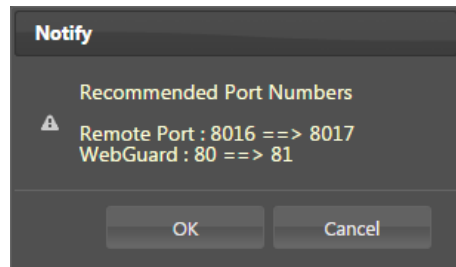 Notify
Recommended Port Numbers
Remote Port : 8016 ==> 8017
WebGuard : 80 ==> 81
OK
Cancel